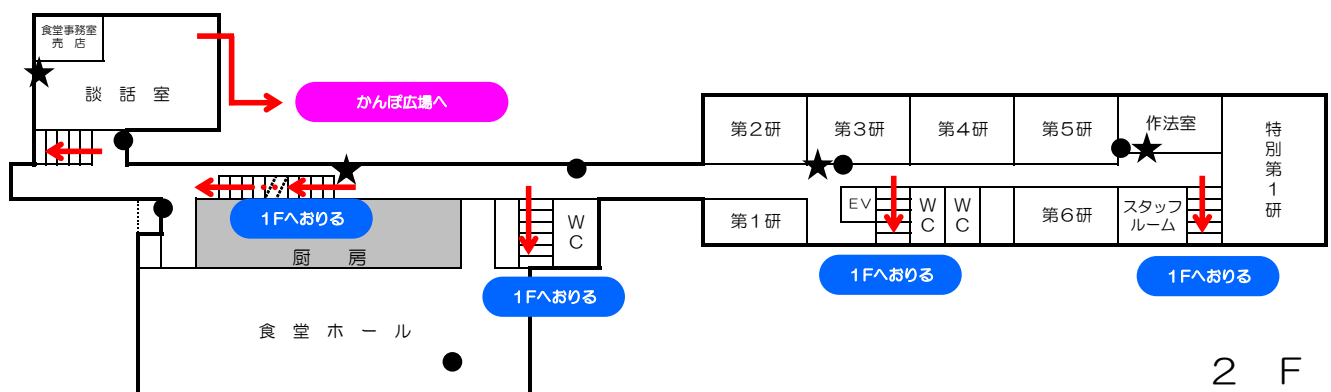 食堂事務室
売　店
談　話　室
かんぽ広場へ
第２研
第３研
第４研
第５研
作法室
特別第１研
１Ｆへおりる
厨　房
ＷＣ
第１研
ＥＶ
ＷＣ
ＷＣ
第６研
スタッフ
ルーム
１Ｆへおりる
１Ｆへおりる
１Ｆへおりる
食　堂　ホ　ー　ル
２　Ｆ